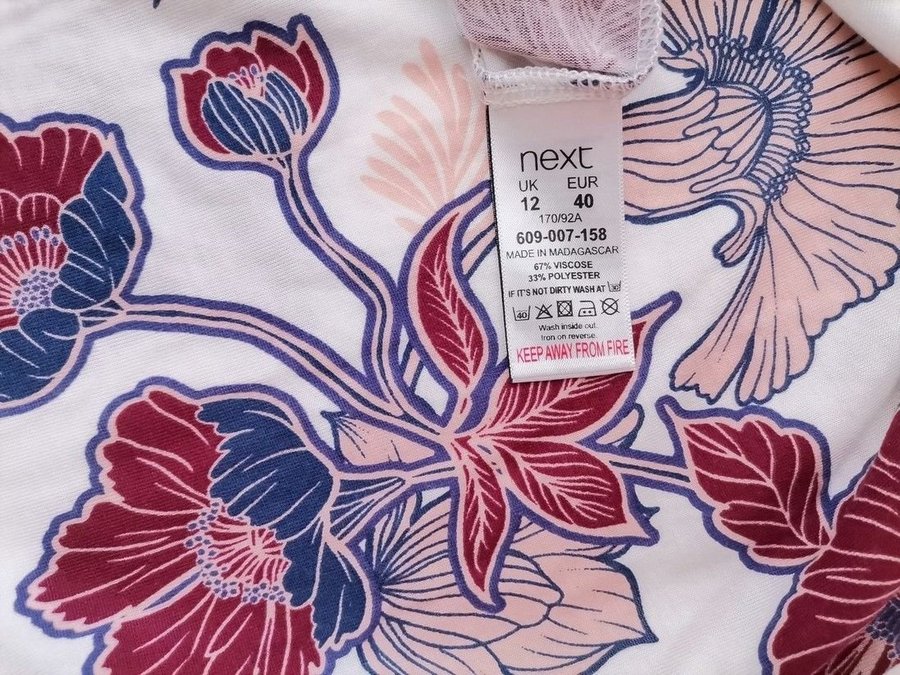 next
UK EUR
12 40
170/92A
609-007-158
MADE IN MADAGASCAR
67% VISCOSE
33% POLYESTER
IF IT'S NOT DIRTY WASH AT
40
Wash inside out.
Iron on reverse.
KEEP AWAY FROM FIRE